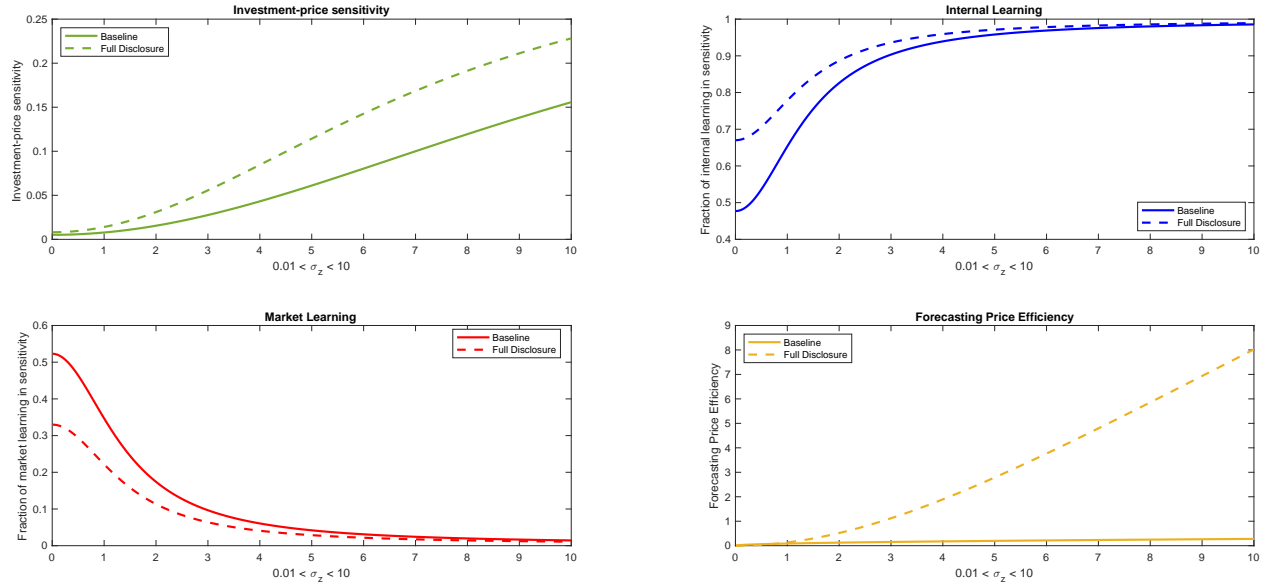 Investment-price sensitivity
Investment-price sensitivity
0.25
0.2
0.15
0.1
0.05
0
Baseline
Full Disclosure
0 1 2 3 4 5 6 7 8 9 10
0.01 < σz < 10
Internal Learning
Fraction of internal learning in sensitivity
1
0.9
0.8
0.7
0.6
0.5
0.4
Baseline
Full Disclosure
0 1 2 3 4 5 6 7 8 9 10
0.01 < σz < 10
Market Learning
Fraction of market learning in sensitivity
0.6
0.5
0.4
0.3
0.2
0.1
0
Baseline
Full Disclosure
0 1 2 3 4 5 6 7 8 9 10
0.01 < σz < 10
Forecasting Price Efficiency
Forecasting Price Efficiency
9
8
7
6
5
4
3
2
1
0
Baseline
Full Disclosure
0 1 2 3 4 5 6 7 8 9 10
0.01 < σz < 10